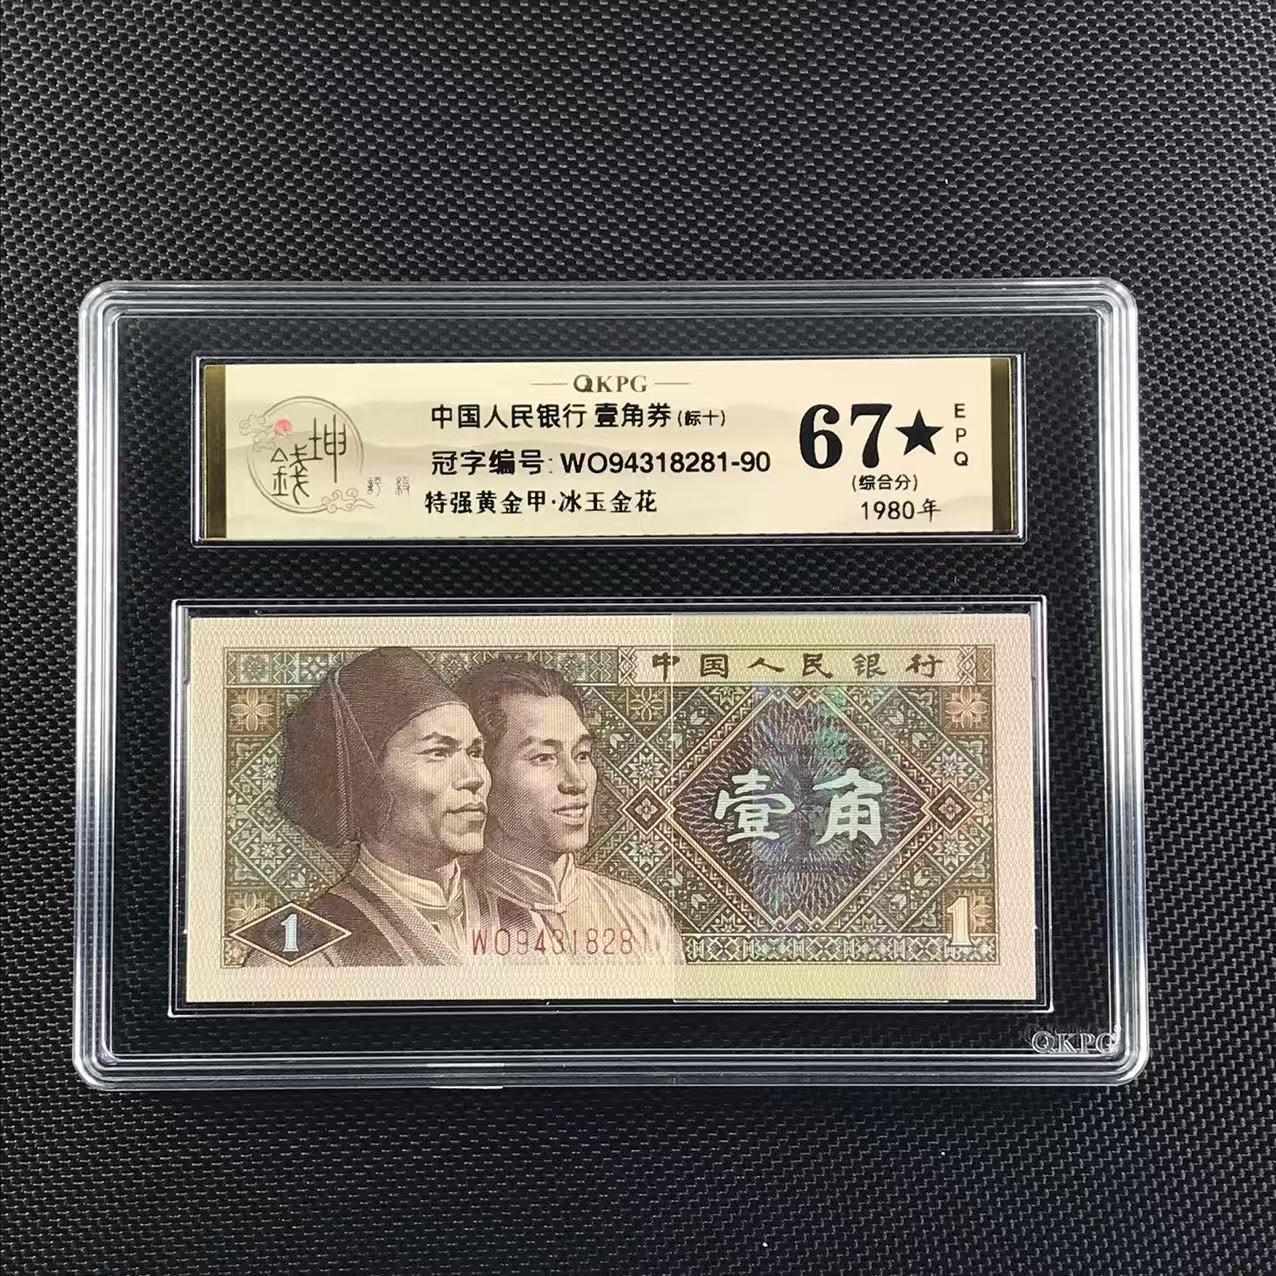 QKPG
中国人民银行 壹角券(标十)
冠字编号: WO94318281-90
特强黄金甲·冰玉金花
坤
錢
67★
EPQ
(综合分)
1980年
中国人民银行
壹角
1
WO94318281
1
QKPG